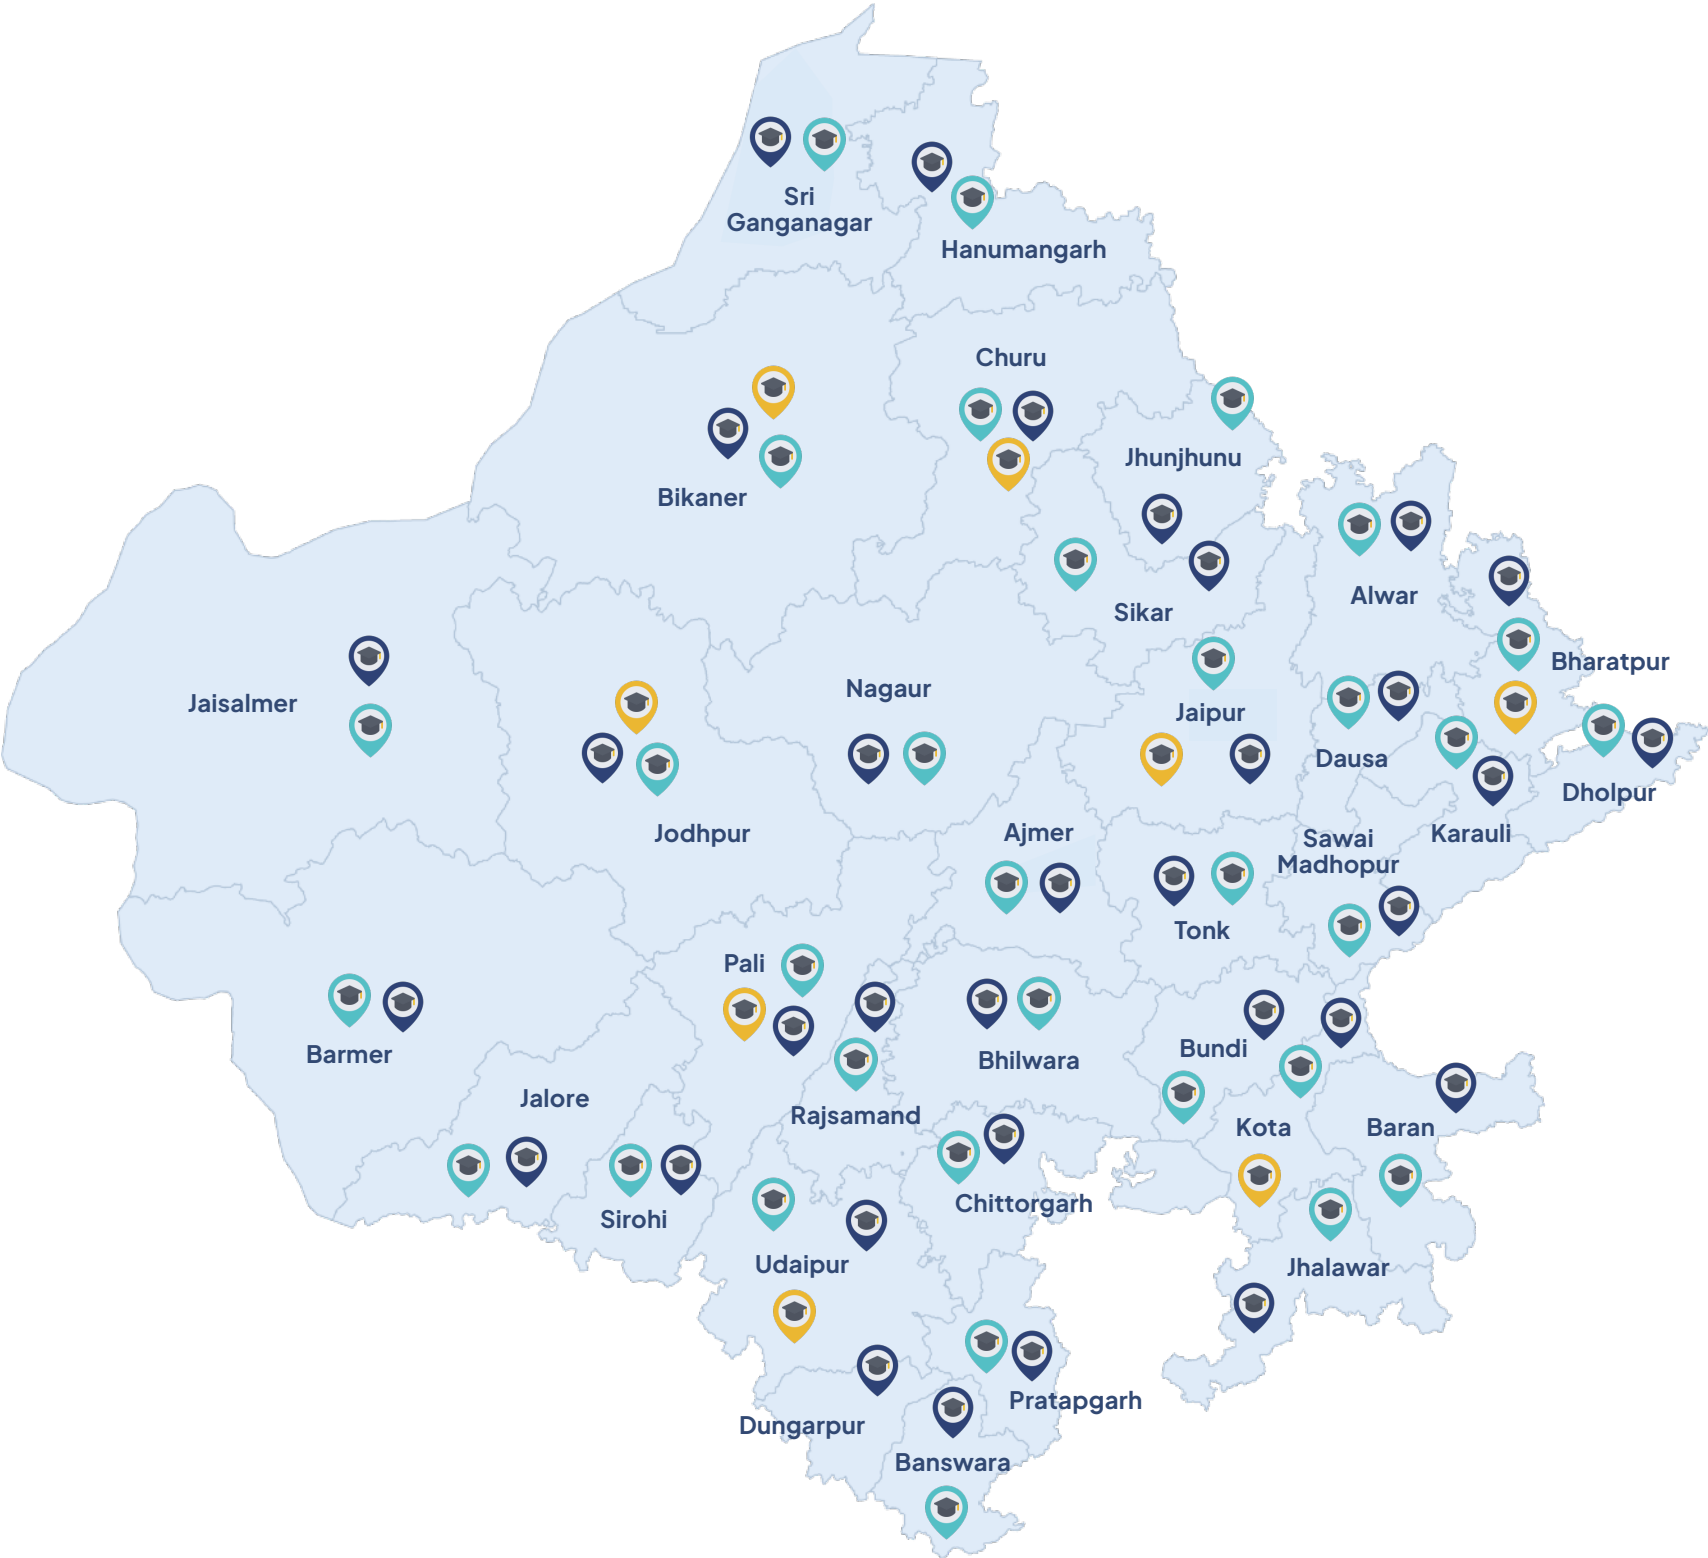 Sri
Ganganagar
Hanumangarh
Churu
Jhunjhunu
Bikaner
Alwar
Sikar
Bharatpur
Nagaur
Jaisalmer
Jaipur
Dausa
Dholpur
Jodhpur
Ajmer
Karauli
Sawai
Madhopur
Tonk
Pali
Bundi
Barmer
Bhilwara
Jalore
Rajsamand
Kota
Baran
Chittorgarh
Sirohi
Udaipur
Jhalawar
Pratapgarh
Dungarpur
Banswara